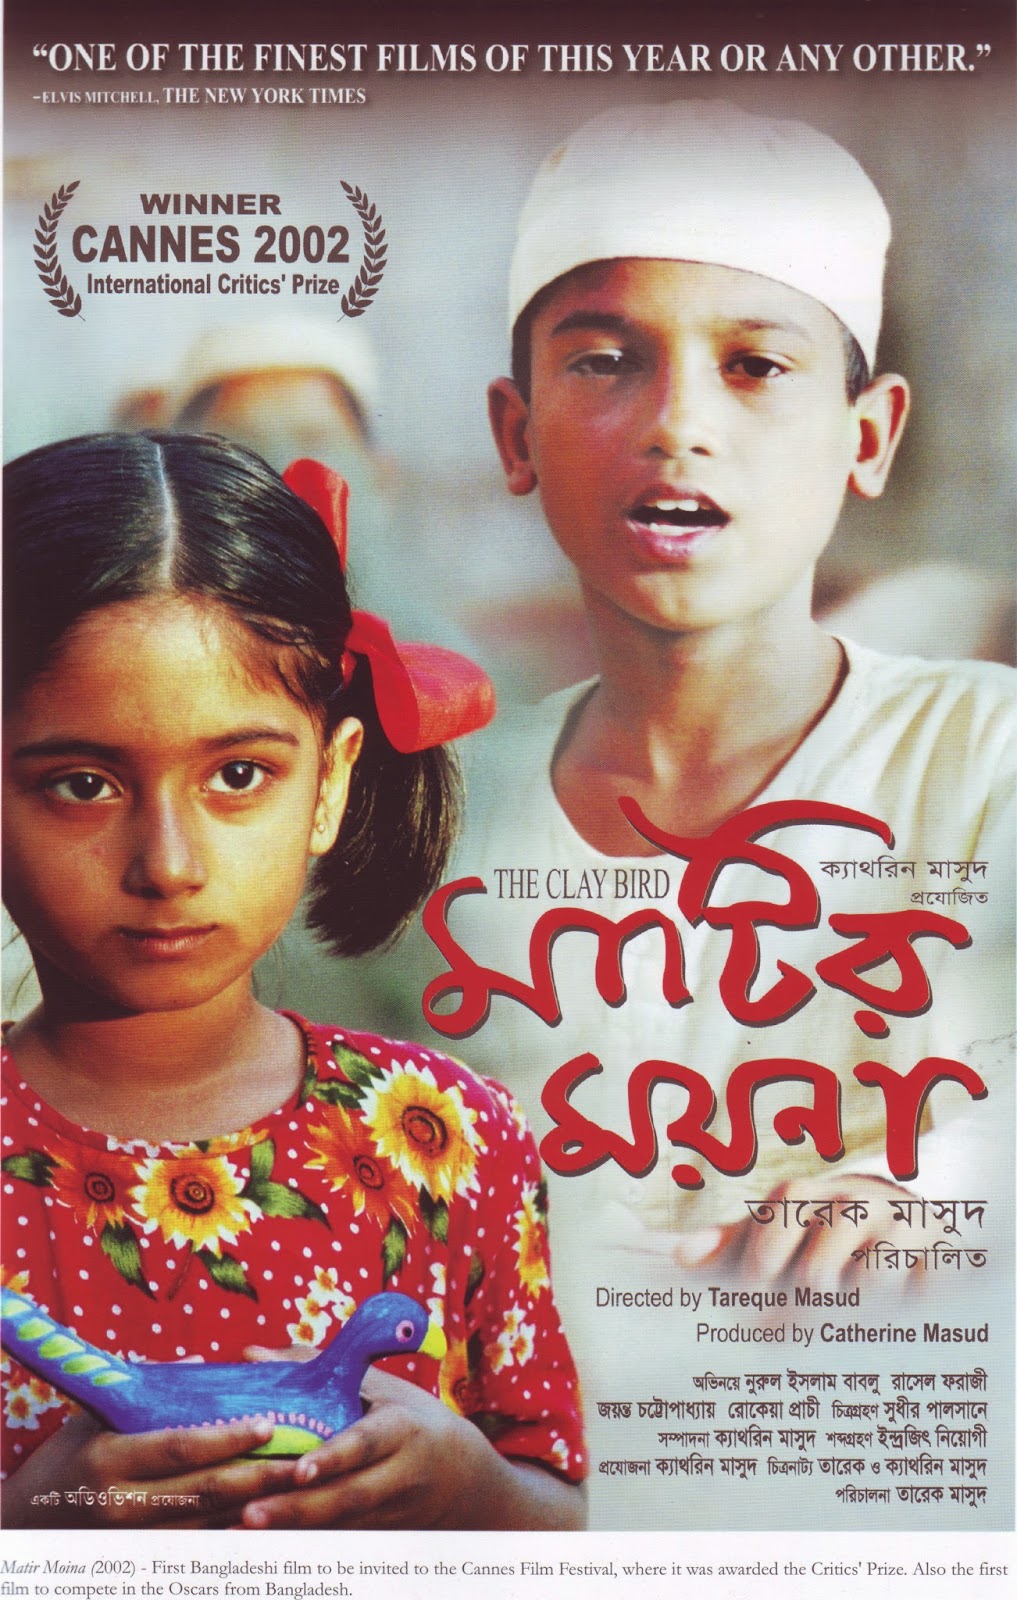 “ONE OF THE FINEST FILMS OF THIS YEAR OR ANY OTHER.”
–ELVIS MITCHELL, THE NEW YORK TIMES
WINNER
CANNES 2002
International Critics' Prize
ক্যাথরিন মাসুদ
প্রযোজিত
THE CLAY BIRD
মাটির
ময়না
তারেক মাসুদ
পরিচালিত
Directed by Tareque Masud
Produced by Catherine Masud
অভিনয়ে নুরুল ইসলাম বাবলু রাসেল ফরাজী
জয়ন্ত চট্টোপাধ্যায় রোকেয়া প্রাচী চিত্রগ্রহণ সুধীর পালসানে
সম্পাদনা ক্যাথরিন মাসুদ শব্দগ্রহণ ইন্দ্রজিৎ নিয়োগী
প্রযোজনা ক্যাথরিন মাসুদ চিত্রনাট্য তারেক ও ক্যাথরিন মাসুদ
পরিচালনা তারেক মাসুদ
একটি অডিওভিশন প্রযোজনা
Matir Moina (2002) - First Bangladeshi film to be invited to the Cannes Film Festival, where it was awarded the Critics' Prize. Also the first
film to compete in the Oscars from Bangladesh.